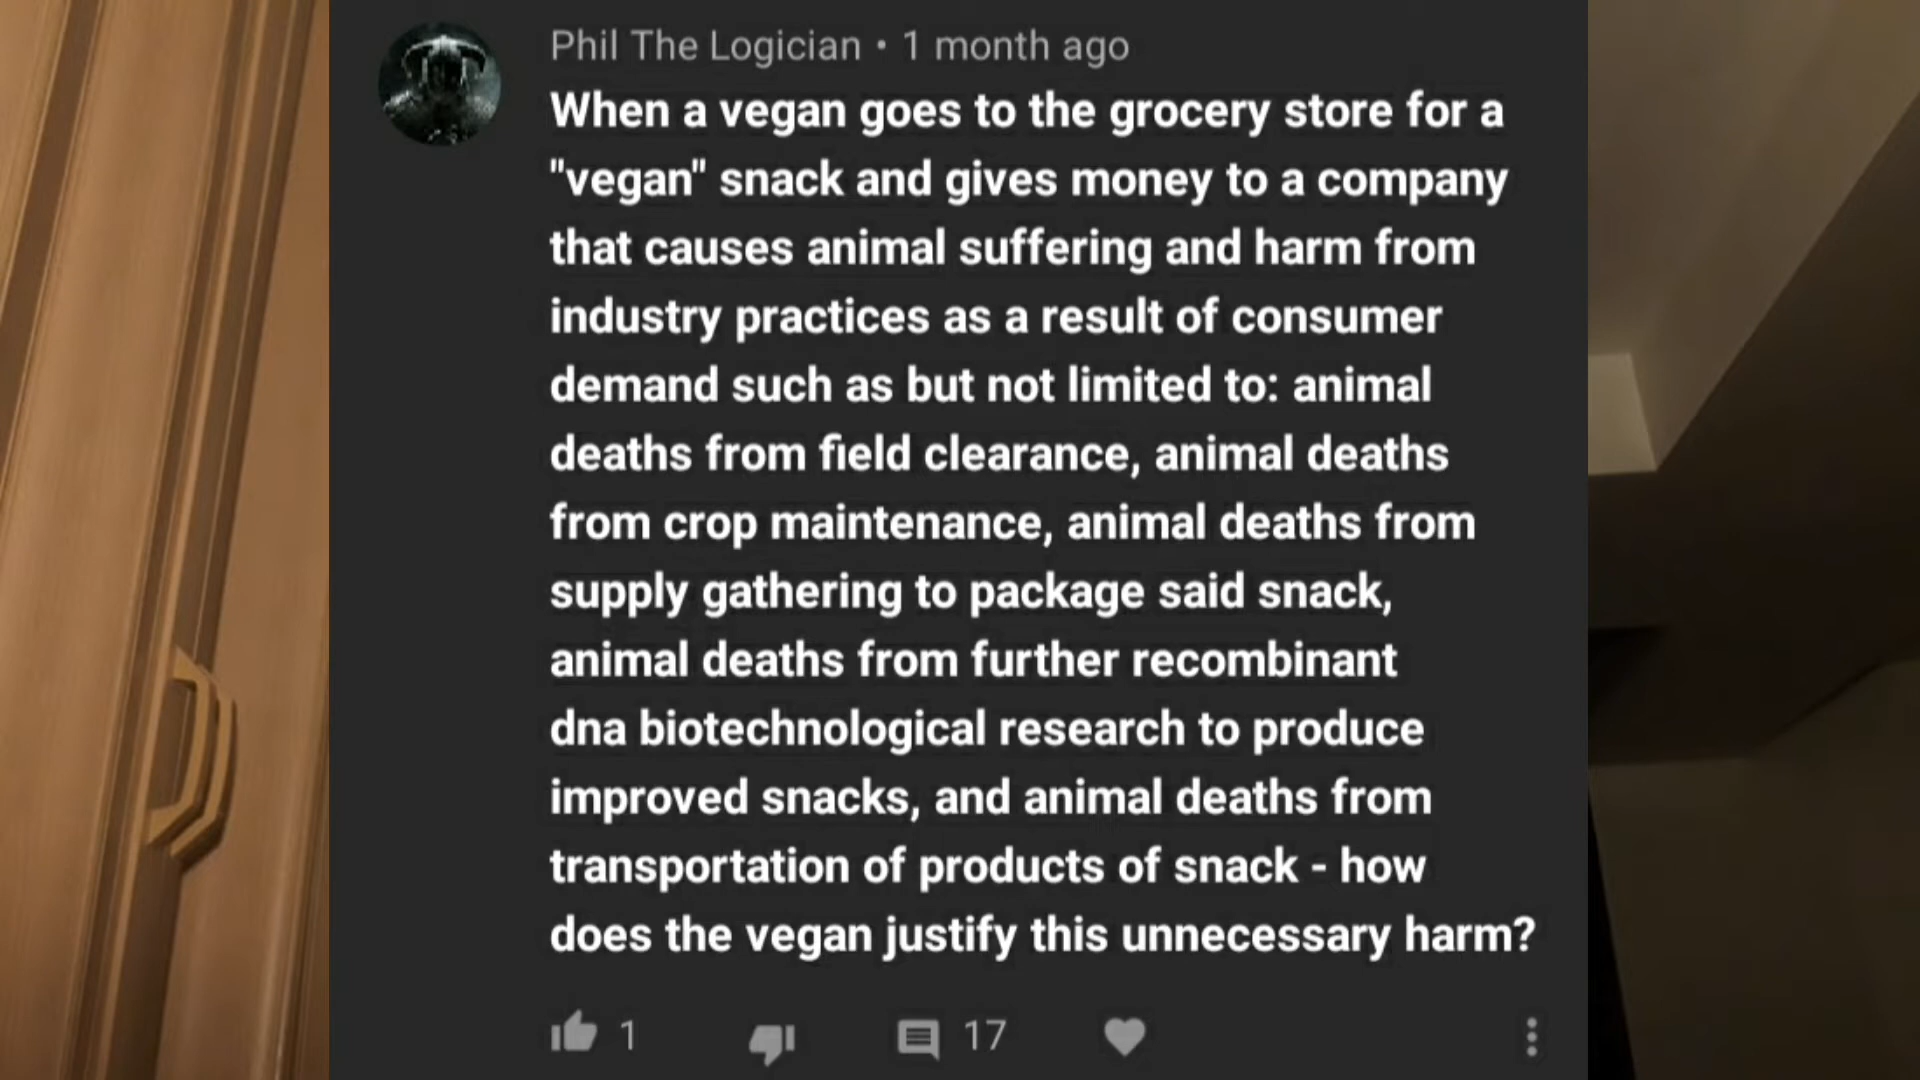 Phil The Logician • 1 month ago
When a vegan goes to the grocery store for a
"vegan" snack and gives money to a company
that causes animal suffering and harm from
industry practices as a result of consumer
demand such as but not limited to: animal
deaths from field clearance, animal deaths
from crop maintenance, animal deaths from
supply gathering to package said snack,
animal deaths from further recombinant
dna biotechnological research to produce
improved snacks, and animal deaths from
transportation of products of snack - how
does the vegan justify this unnecessary harm?
1 17